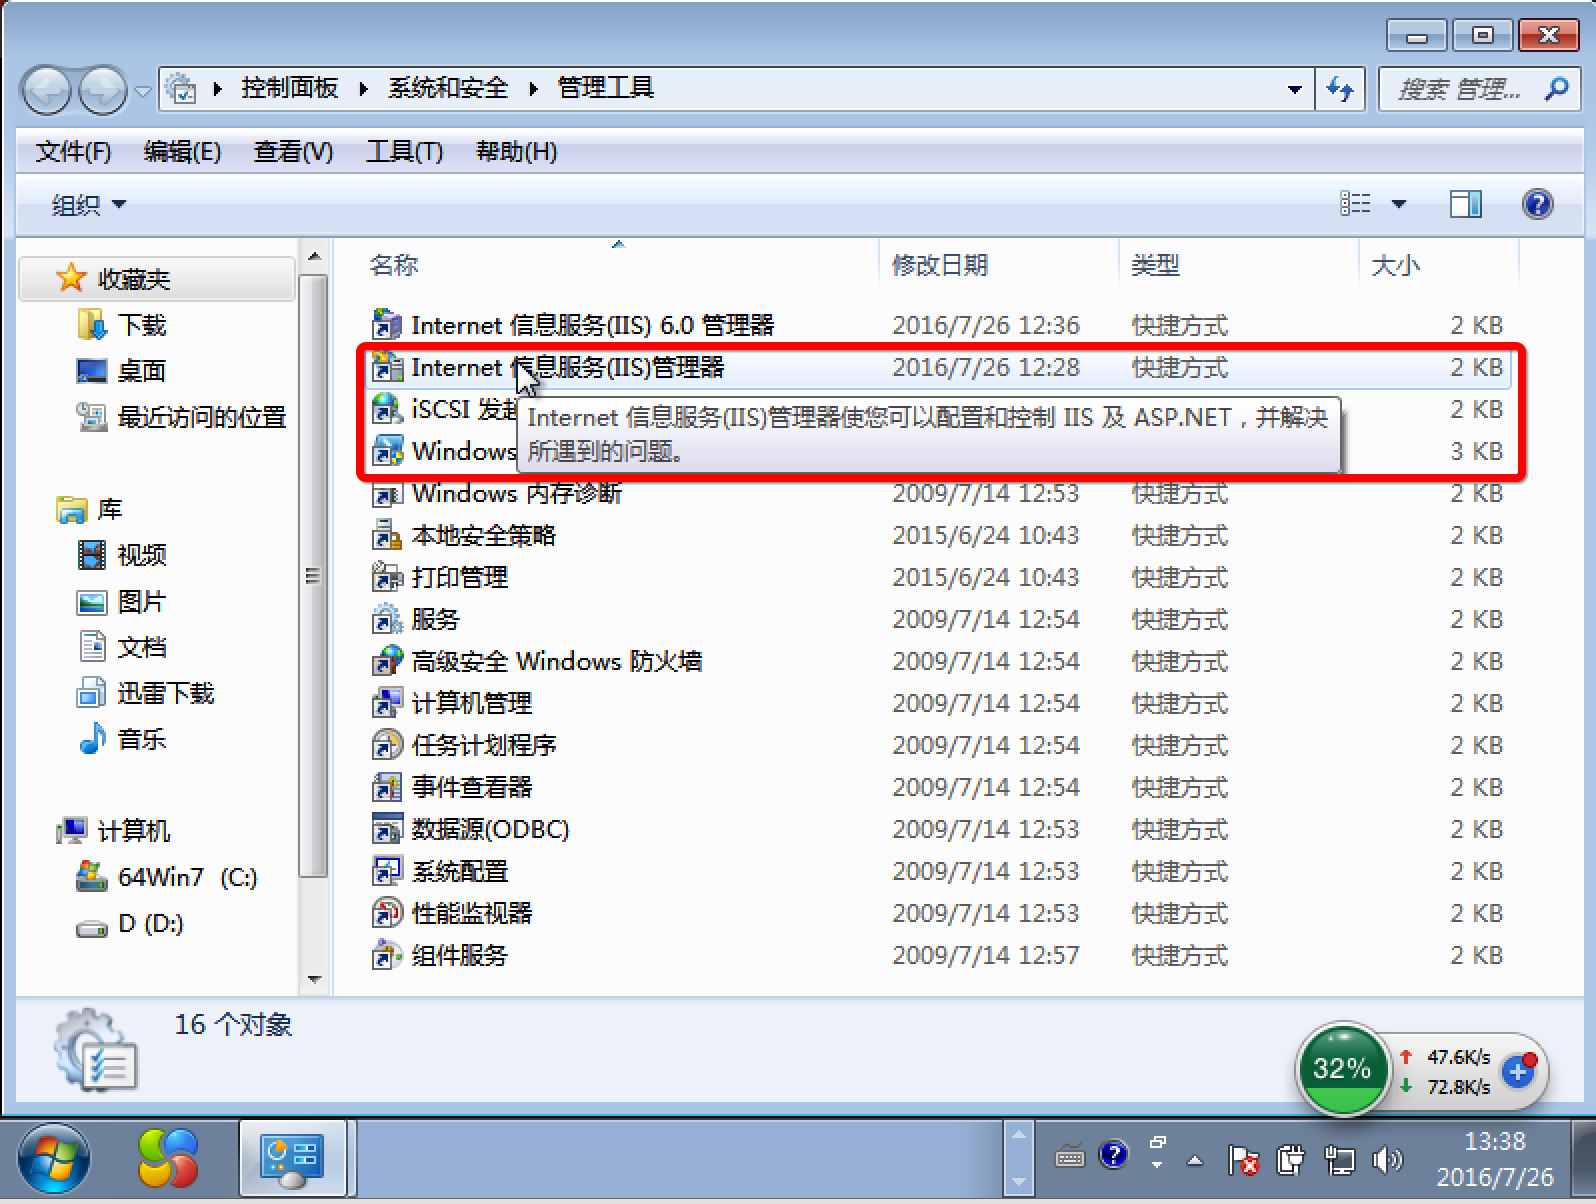 控制面板 系统和安全 管理工具
搜索 管理...
文件(F) 编辑(E) 查看(V) 工具(T) 帮助(H)
组织
收藏夹
下载
桌面
最近访问的位置
库
视频
图片
文档
迅雷下载
音乐
计算机
64Win7 (C:)
D (D:)
名称 修改日期 类型 大小
Internet 信息服务(IIS) 6.0 管理器 2016/7/26 12:36 快捷方式 2 KB
Internet 信息服务(IIS)管理器 2016/7/26 12:28 快捷方式 2 KB
iSCSI 发起 2 KB
Windows 3 KB
Internet 信息服务(IIS)管理器使您可以配置和控制 IIS 及 ASP.NET，并解决
所遇到的问题。
Windows 内存诊断 2009/7/14 12:53 快捷方式 2 KB
本地安全策略 2015/6/24 10:43 快捷方式 2 KB
打印管理 2015/6/24 10:43 快捷方式 2 KB
服务 2009/7/14 12:54 快捷方式 2 KB
高级安全 Windows 防火墙 2009/7/14 12:54 快捷方式 2 KB
计算机管理 2009/7/14 12:54 快捷方式 2 KB
任务计划程序 2009/7/14 12:54 快捷方式 2 KB
事件查看器 2009/7/14 12:54 快捷方式 2 KB
数据源(ODBC) 2009/7/14 12:53 快捷方式 2 KB
系统配置 2009/7/14 12:53 快捷方式 2 KB
性能监视器 2009/7/14 12:53 快捷方式 2 KB
组件服务 2009/7/14 12:57 快捷方式 2 KB
16 个对象
32%
47.6K/s
72.8K/s
13:38
2016/7/26